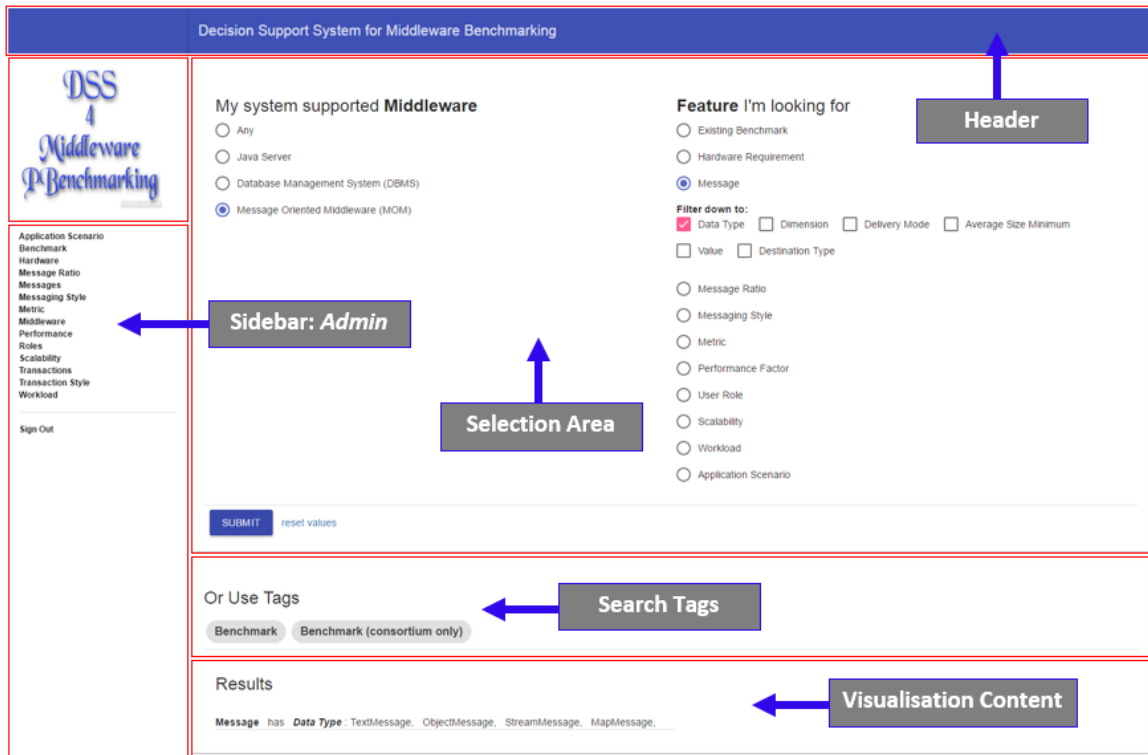 Decision Support System for Middleware Benchmarking
Header
DSS
4
Middleware
Benchmarking
Application Scenario
Benchmark
Hardware
Message Ratio
Messages
Messaging Style
Metric
Middleware
Performance
Roles
Scalability
Transactions
Transaction Style
Workload
Sign Out
Sidebar: Admin
My system supported Middleware
Any
Java Server
Database Management System (DBMS)
Message Oriented Middleware (MOM)
Feature I'm looking for
Existing Benchmark
Hardware Requirement
Message
Filter down to:
Data Type Dimension Delivery Mode Average Size Minimum
Value Destination Type
Message Ratio
Messaging Style
Metric
Performance Factor
User Role
Scalability
Workload
Application Scenario
Selection Area
SUBMIT reset values
Or Use Tags
Benchmark Benchmark (consortium only)
Search Tags
Results
Message has Data Type : TextMessage, ObjectMessage, StreamMessage, MapMessage,
Visualisation Content